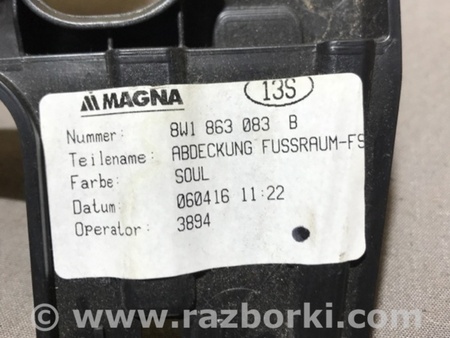 MAGNA 13S
Nummer: 8W1 863 083 B
Teilename: ABDECKUNG FUSSRAUM-FS
Farbe: SOUL
Datum: 060416 11:22
Operator: 3894
www.razborki.com